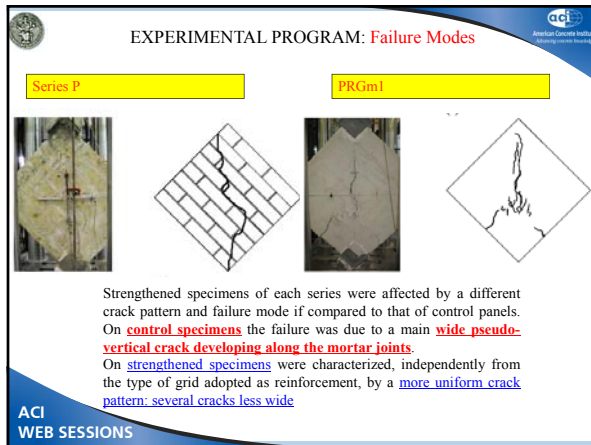 aci
American Concrete Institute
Advancing concrete knowledge
EXPERIMENTAL PROGRAM: Failure Modes
Series P
PRGm1
Strengthened specimens of each series were affected by a different
crack pattern and failure mode if compared to that of control panels.
On control specimens the failure was due to a main wide pseudo-
vertical crack developing along the mortar joints.
On strengthened specimens were characterized, independently from
the type of grid adopted as reinforcement, by a more uniform crack
pattern: several cracks less wide
ACI
WEB SESSIONS